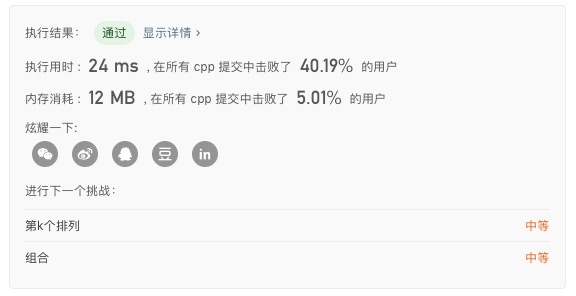 执行结果： 通过 显示详情 >
执行用时： 24 ms , 在所有 cpp 提交中击败了 40.19% 的用户
内存消耗： 12 MB , 在所有 cpp 提交中击败了 5.01% 的用户
炫耀一下:
豆 in
进行下一个挑战：
第k个排列 中等
组合 中等